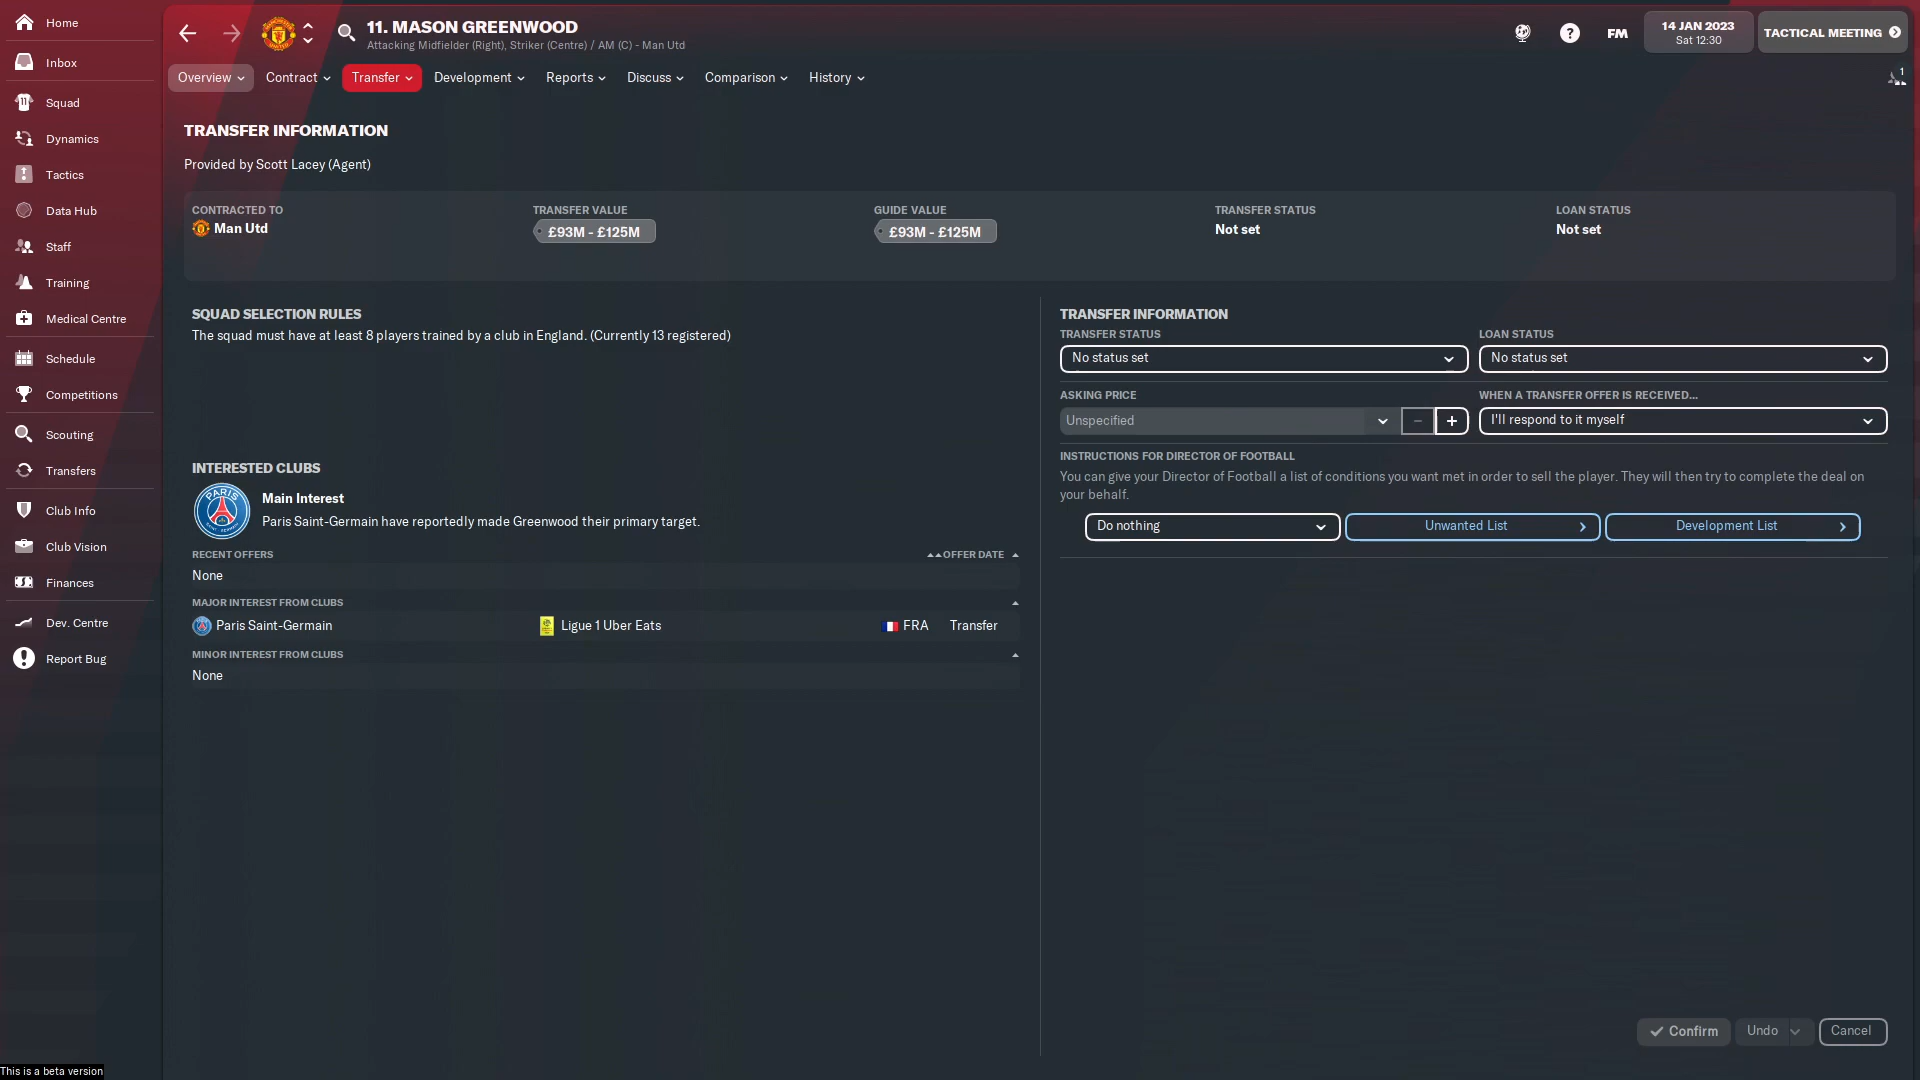 Home
Inbox
Squad
Dynamics
Tactics
Data Hub
Staff
Training
Medical Centre
Schedule
Competitions
Scouting
Transfers
Club Info
Club Vision
Finances
Dev. Centre
Report Bug
This is a beta version
11. MASON GREENWOOD
Attacking Midfielder (Right), Striker (Centre) / AM (C) - Man Utd
FM
14 JAN 2023
Sat 12:30
TACTICAL MEETING
Overview Contract Transfer Development Reports Discuss Comparison History
1
TRANSFER INFORMATION
Provided by Scott Lacey (Agent)
CONTRACTED TO
Man Utd
TRANSFER VALUE
£93M - £125M
GUIDE VALUE
£93M - £125M
TRANSFER STATUS
Not set
LOAN STATUS
Not set
SQUAD SELECTION RULES
The squad must have at least 8 players trained by a club in England. (Currently 13 registered)
INTERESTED CLUBS
PARIS
Main Interest
Paris Saint-Germain have reportedly made Greenwood their primary target.
RECENT OFFERS OFFER DATE
None
MAJOR INTEREST FROM CLUBS
Paris Saint-Germain Ligue 1 Uber Eats FRA Transfer
MINOR INTEREST FROM CLUBS
None
TRANSFER INFORMATION
TRANSFER STATUS
No status set
LOAN STATUS
No status set
ASKING PRICE
Unspecified
WHEN A TRANSFER OFFER IS RECEIVED...
I'll respond to it myself
INSTRUCTIONS FOR DIRECTOR OF FOOTBALL
You can give your Director of Football a list of conditions you want met in order to sell the player. They will then try to complete the deal on
your behalf.
Do nothing Unwanted List Development List
Confirm Undo Cancel